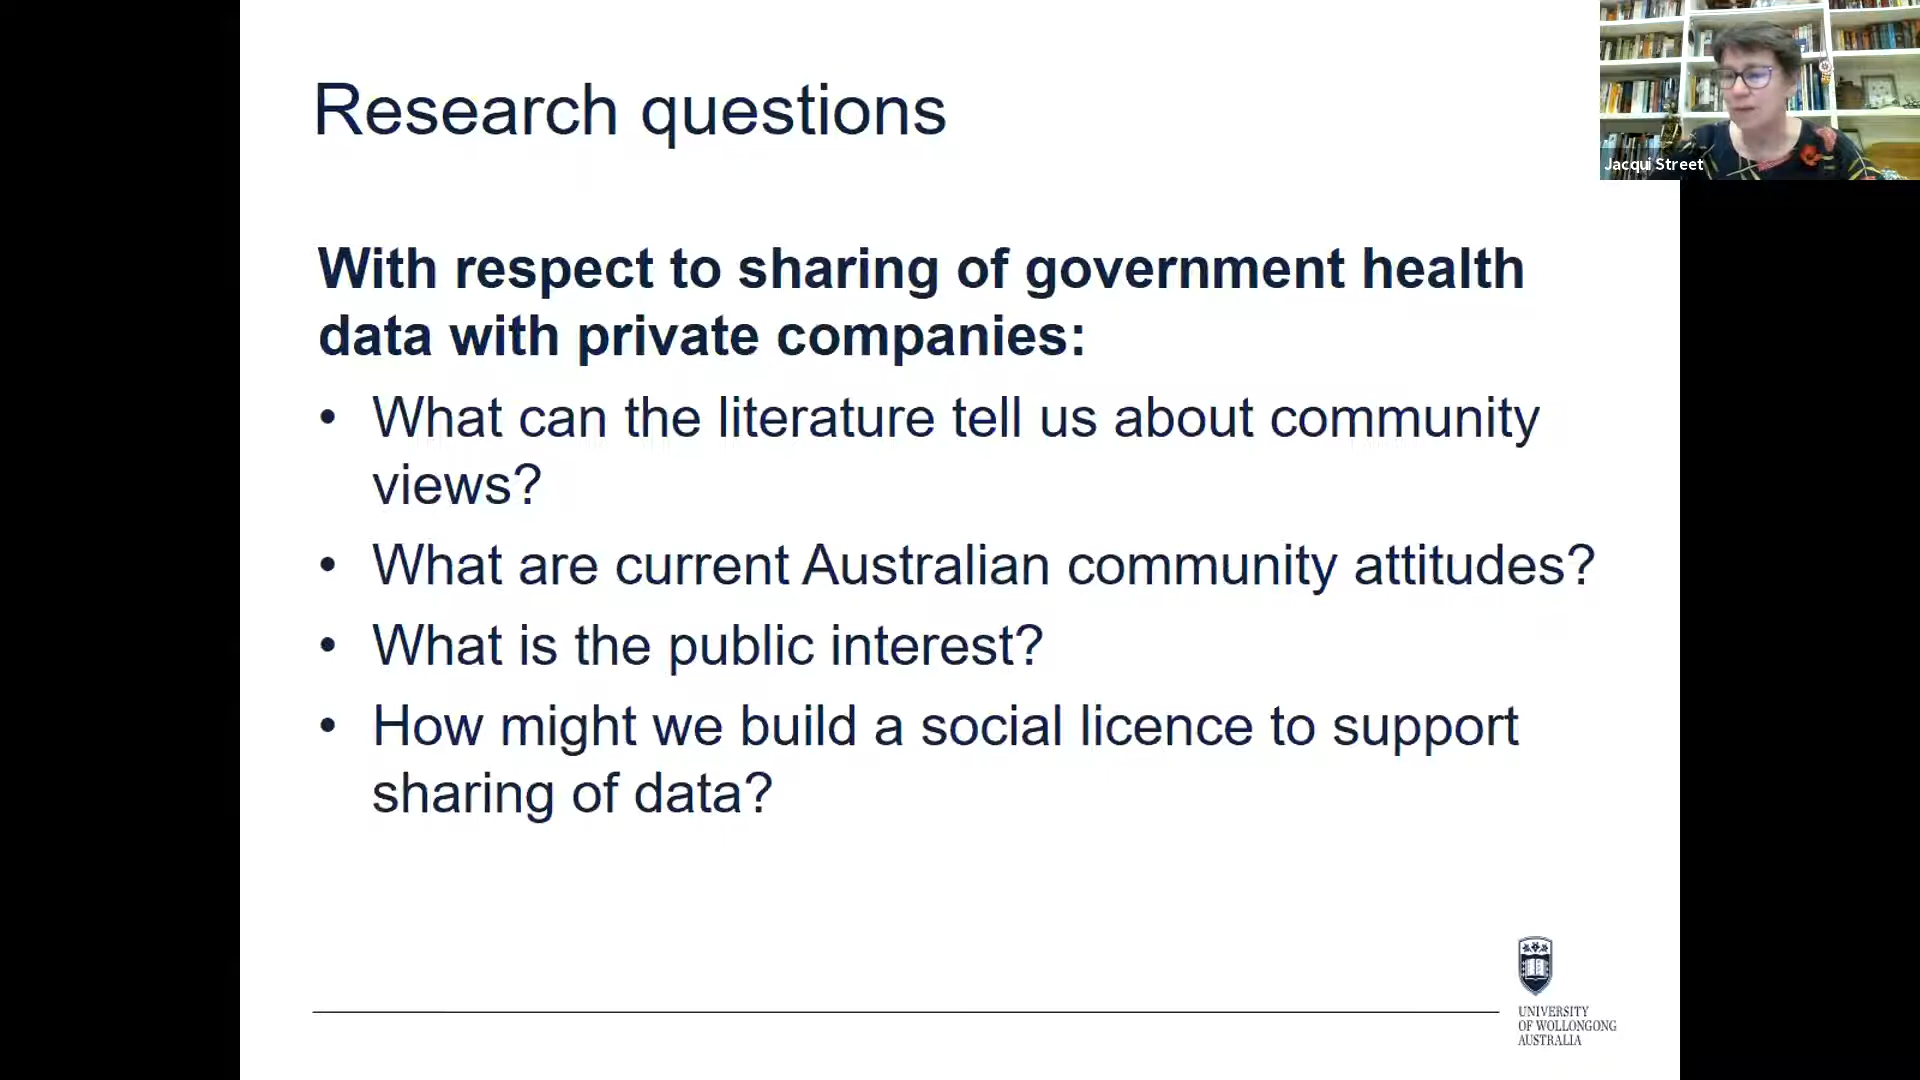 Research questions
Jacqui Street
With respect to sharing of government health
data with private companies:
• What can the literature tell us about community
views?
• What are current Australian community attitudes?
• What is the public interest?
• How might we build a social licence to support
sharing of data?
UNIVERSITY
OF WOLLONGONG
AUSTRALIA